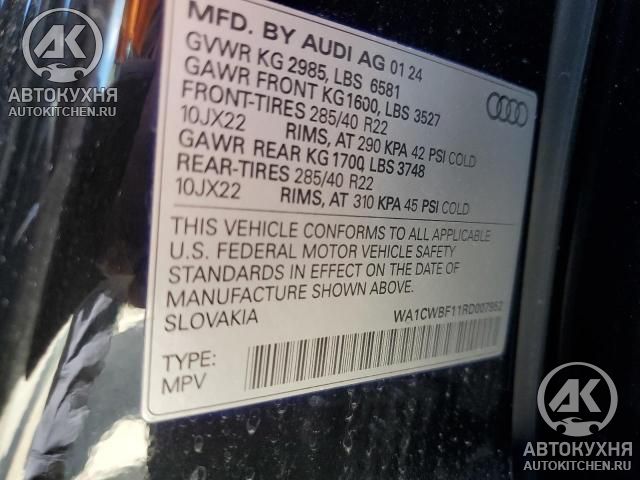 MFD. BY AUDI AG 01 24
GVWR KG 2985, LBS 6581
GAWR FRONT KG1600, LBS 3527
FRONT-TIRES 285/40 R22
10JX22 RIMS, AT 290 KPA 42 PSI COLD
GAWR REAR KG 1700, LBS 3748
REAR-TIRES 285/40 R22
10JX22 RIMS, AT 310 KPA 45 PSI COLD
THIS VEHICLE CONFORMS TO ALL APPLICABLE
U.S. FEDERAL MOTOR VEHICLE SAFETY
STANDARDS IN EFFECT ON THE DATE OF
MANUFACTURE SHOWN ABOVE.
SLOVAKIA WA1CWBF11RD007952
TYPE:
MPV
АК
АВТОКУХНЯ
AUTOKITCHEN.RU
АК
АВТОКУХНЯ
AUTOKITCHEN.RU